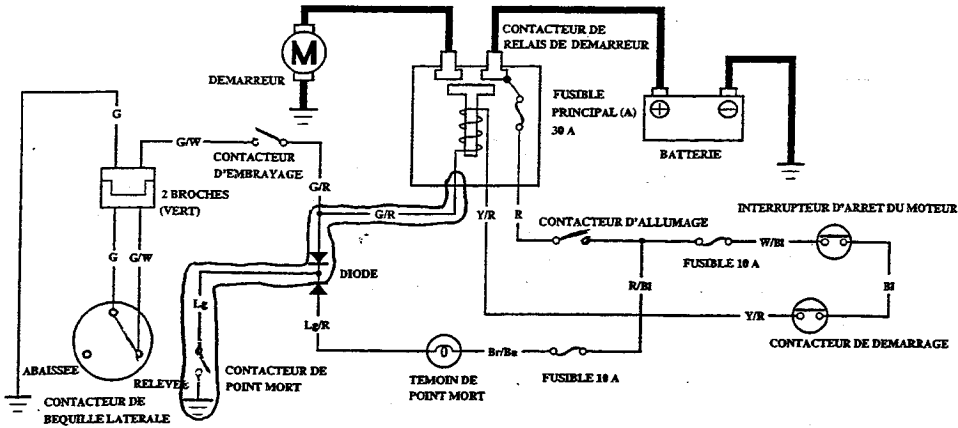 CONTACTEUR DE
RELAIS DE DEMARREUR
M
DEMARREUR
FUSIBLE
PRINCIPAL (A)
30 A
BATTERIE
G
G/W
CONTACTEUR
D'EMBRAYAGE
2 BROCHES
(VERT)
G/R
G/R
Y/R
R
CONTACTEUR D'ALLUMAGE
INTERRUPTEUR D'ARRET DU MOTEUR
W/Bl
FUSIBLE 10 A
G
G/W
DIODE
R/Bl
Bl
Lg
Lg/R
Y/R
CONTACTEUR DE DEMARRAGE
Br/Bu
ABAISSEE
RELEVEE
CONTACTEUR DE
POINT MORT
TEMOIN DE
POINT MORT
FUSIBLE 10 A
CONTACTEUR DE
BEQUILLE LATERALE